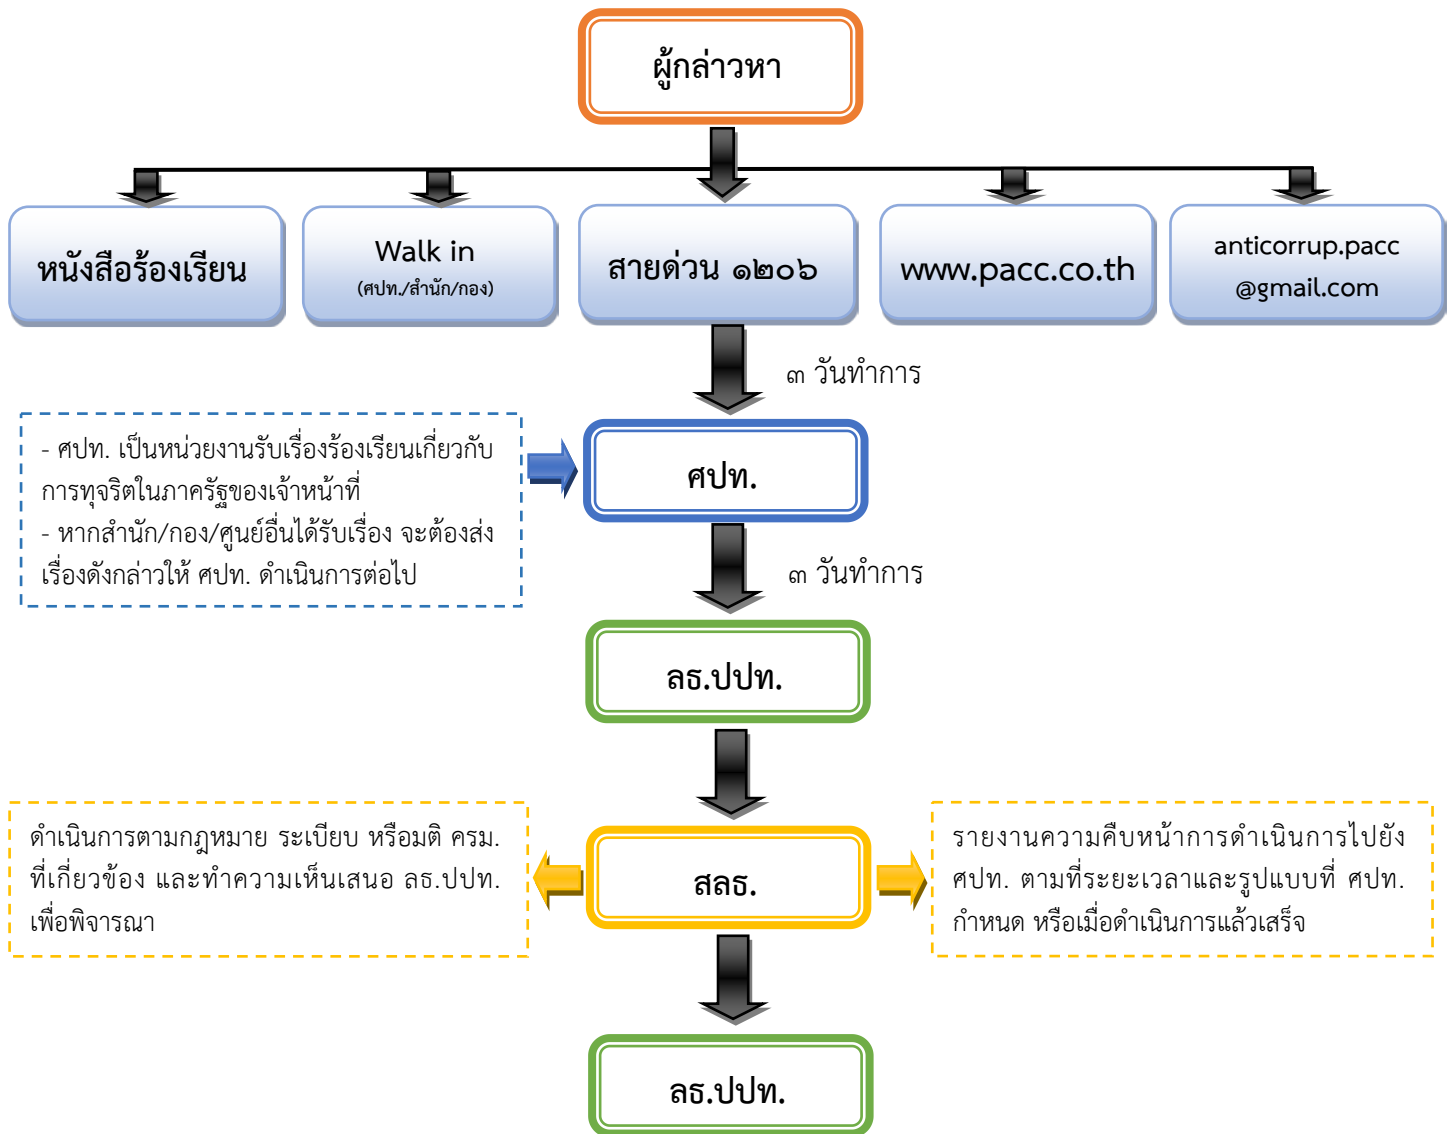 ผู้กล่าวหา
หนังสือร้องเรียน
Walk in
(ศปท./สำนัก/กอง)
สายด่วน ๑๒๐๖
www.pacc.co.th
anticorrup.pacc
@gmail.com
๓ วันทำการ
- ศปท. เป็นหน่วยงานรับเรื่องร้องเรียนเกี่ยวกับ
การทุจริตในภาครัฐของเจ้าหน้าที่
- หากสำนัก/กอง/ศูนย์อื่นได้รับเรื่อง จะต้องส่ง
เรื่องดังกล่าวให้ ศปท. ดำเนินการต่อไป
ศปท.
๓ วันทำการ
ลธ.ปปท.
ดำเนินการตามกฎหมาย ระเบียบ หรือมติ ครม.
ที่เกี่ยวข้อง และทำความเห็นเสนอ ลธ.ปปท.
เพื่อพิจารณา
สลธ.
รายงานความคืบหน้าการดำเนินการไปยัง
ศปท. ตามที่ระยะเวลาและรูปแบบที่ ศปท.
กำหนด หรือเมื่อดำเนินการแล้วเสร็จ
ลธ.ปปท.